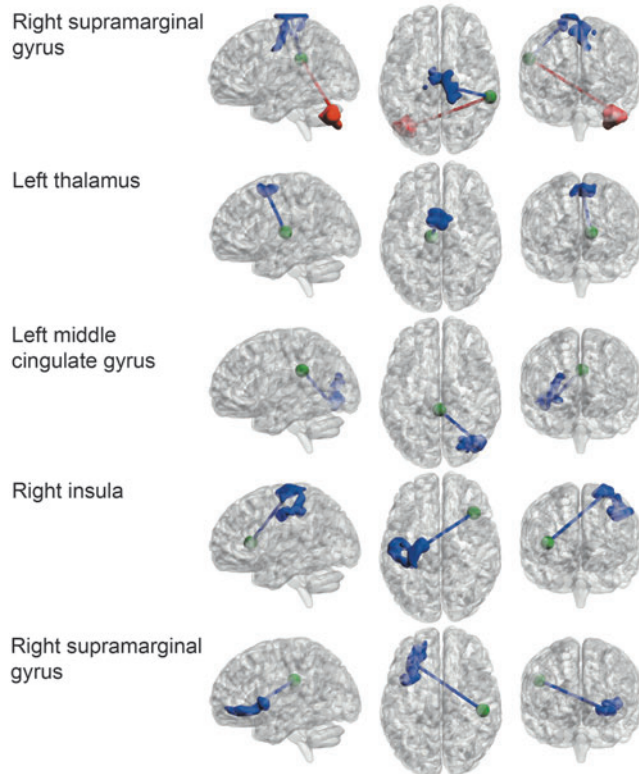 Right supramarginal
gyrus
Left thalamus
Left middle
cingulate gyrus
Right insula
Right supramarginal
gyrus